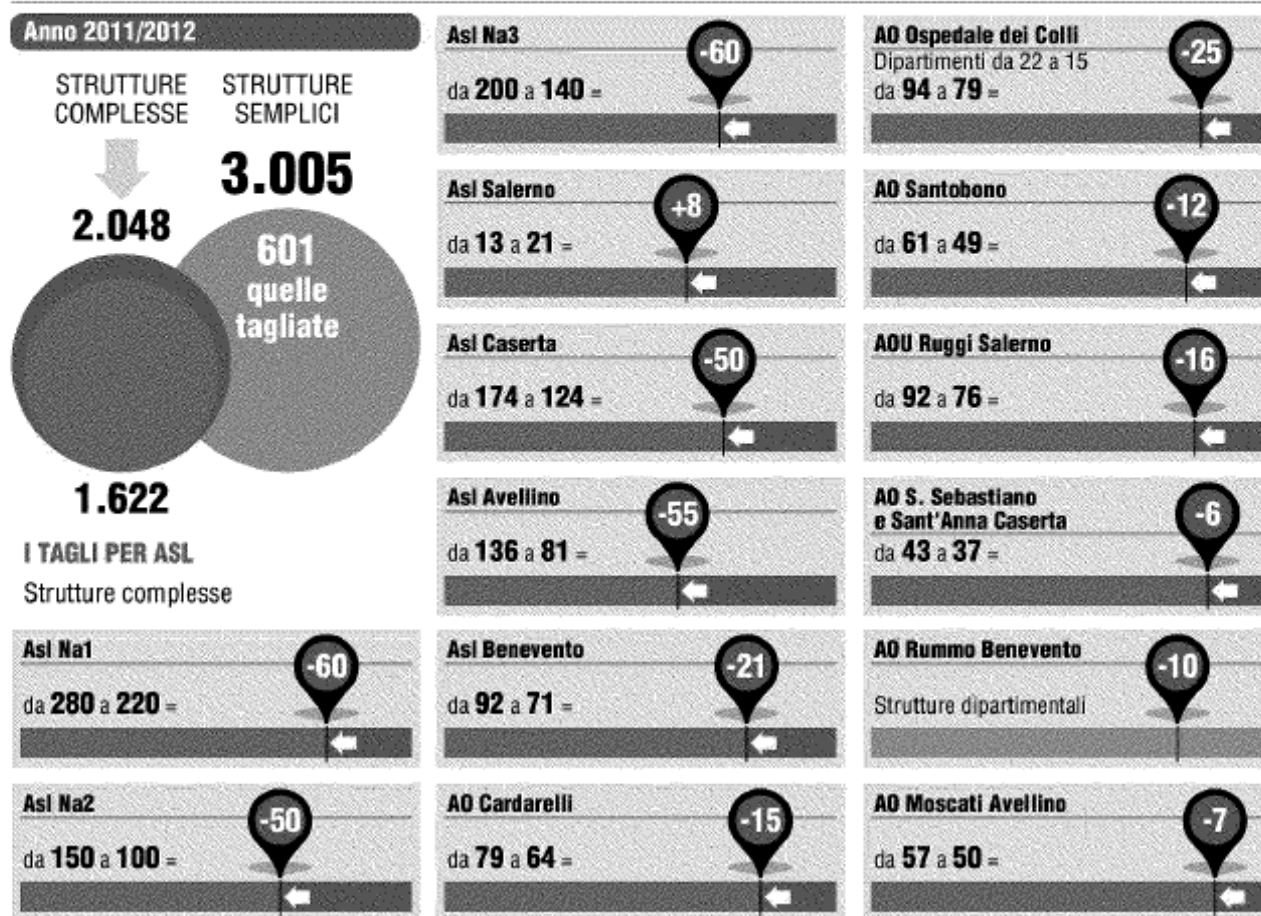 Anno 2011/2012
STRUTTURE
COMPLESSE
STRUTTURE
SEMPLICI
3.005
2.048
601
quelle
tagliate
1.622
I TAGLI PER ASL
Strutture complesse
Asl Na1
-60
da 280 a 220 =
Asl Na2
-50
da 150 a 100 =
Asl Na3
-60
da 200 a 140 =
Asl Salerno
+8
da 13 a 21 =
Asl Caserta
-50
da 174 a 124 =
Asl Avellino
-55
da 136 a 81 =
Asl Benevento
-21
da 92 a 71 =
AO Cardarelli
-15
da 79 a 64 =
AO Ospedale dei Colli
Dipartimenti da 22 a 15
-25
da 94 a 79 =
AO Santobono
-12
da 61 a 49 =
AOU Ruggi Salerno
-16
da 92 a 76 =
AO S. Sebastiano
e Sant'Anna Caserta
-6
da 43 a 37 =
AO Rummo Benevento
-10
Strutture dipartimentali
AO Moscati Avellino
-7
da 57 a 50 =